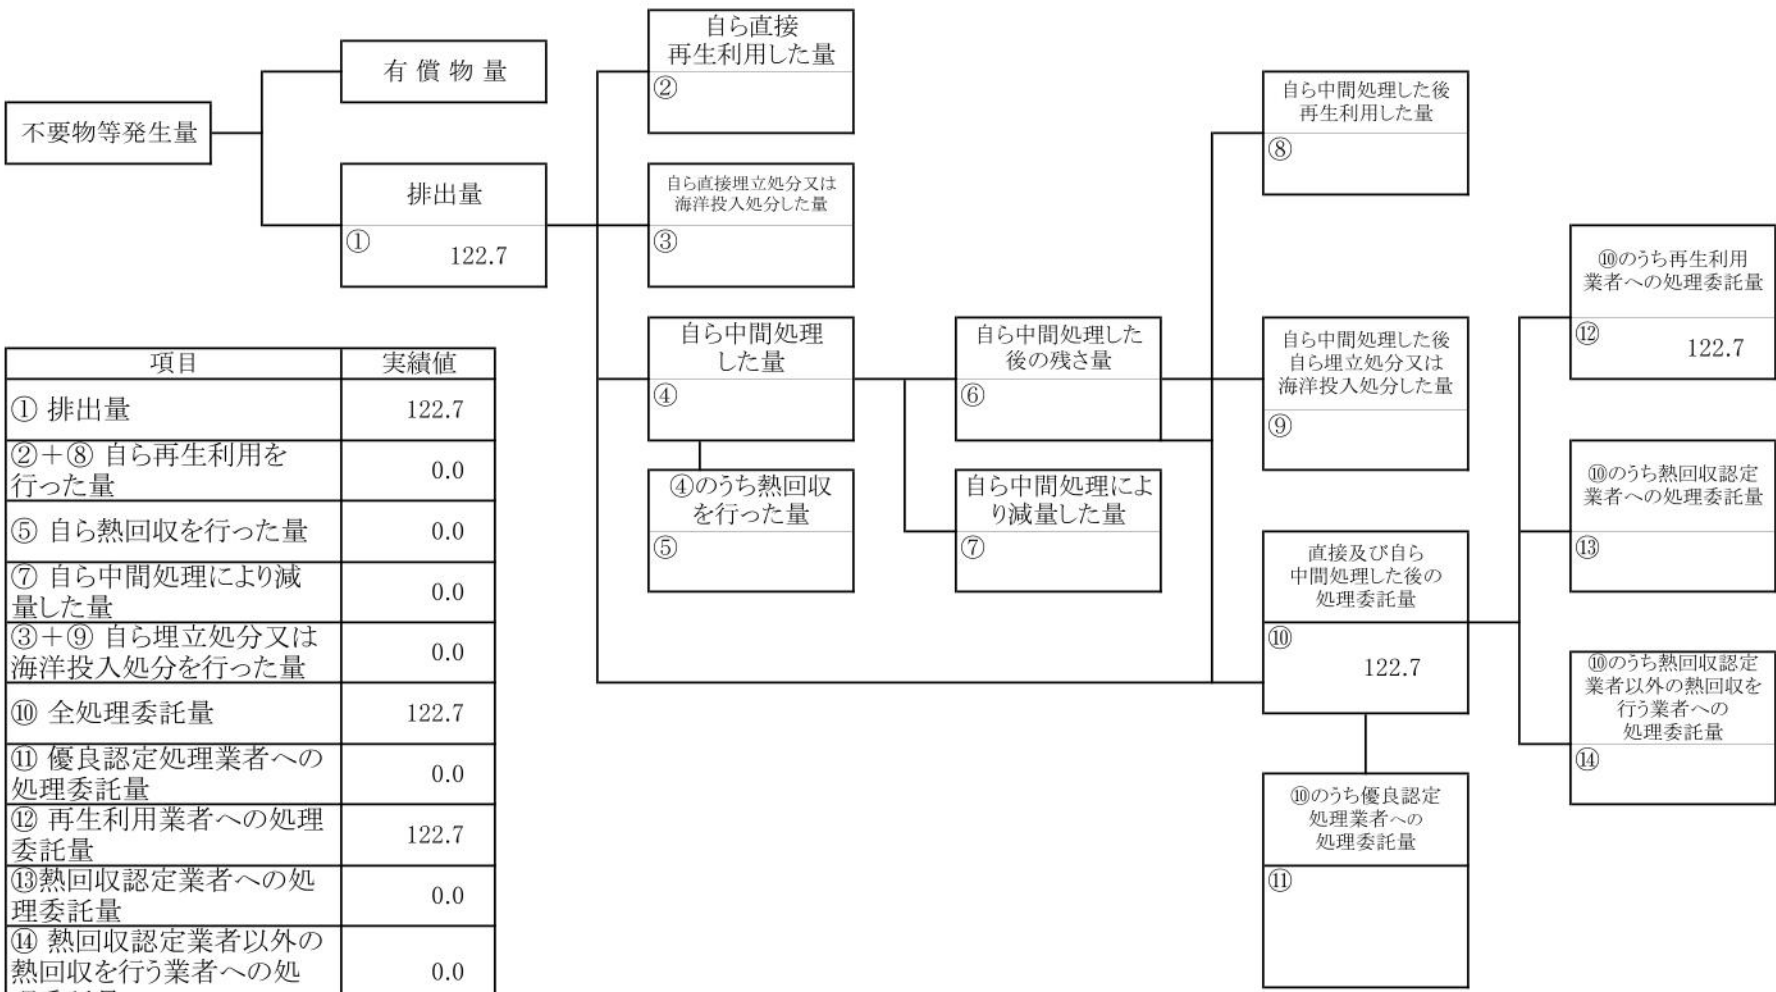 不要物等発生量
有償物量
排出量
①
122.7
自ら直接
再生利用した量
②
自ら直接埋立処分又は
海洋投入処分した量
③
自ら中間処理
した量
④
④のうち熱回収
を行った量
⑤
自ら中間処理した
後の残さ量
⑥
自ら中間処理によ
り減量した量
⑦
自ら中間処理した後
再生利用した量
⑧
自ら中間処理した後
自ら埋立処分又は
海洋投入処分した量
⑨
直接及び自ら
中間処理した後の
処理委託量
⑩
122.7
⑩のうち優良認定
処理業者への
処理委託量
⑪
⑩のうち再生利用
業者への処理委託量
⑫
122.7
⑩のうち熱回収認定
業者への処理委託量
⑬
⑩のうち熱回収認定
業者以外の熱回収を
行う業者への
処理委託量
⑭
項目 実績値
① 排出量 122.7
②+⑧ 自ら再生利用を
行った量 0.0
⑤ 自ら熱回収を行った量 0.0
⑦ 自ら中間処理により減
量した量 0.0
③+⑨ 自ら埋立処分又は
海洋投入処分を行った量 0.0
⑩ 全処理委託量 122.7
⑪ 優良認定処理業者への
処理委託量 0.0
⑫ 再生利用業者への処理
委託量 122.7
⑬熱回収認定業者への処
理委託量 0.0
⑭ 熱回収認定業者以外の
熱回収を行う業者への処 0.0